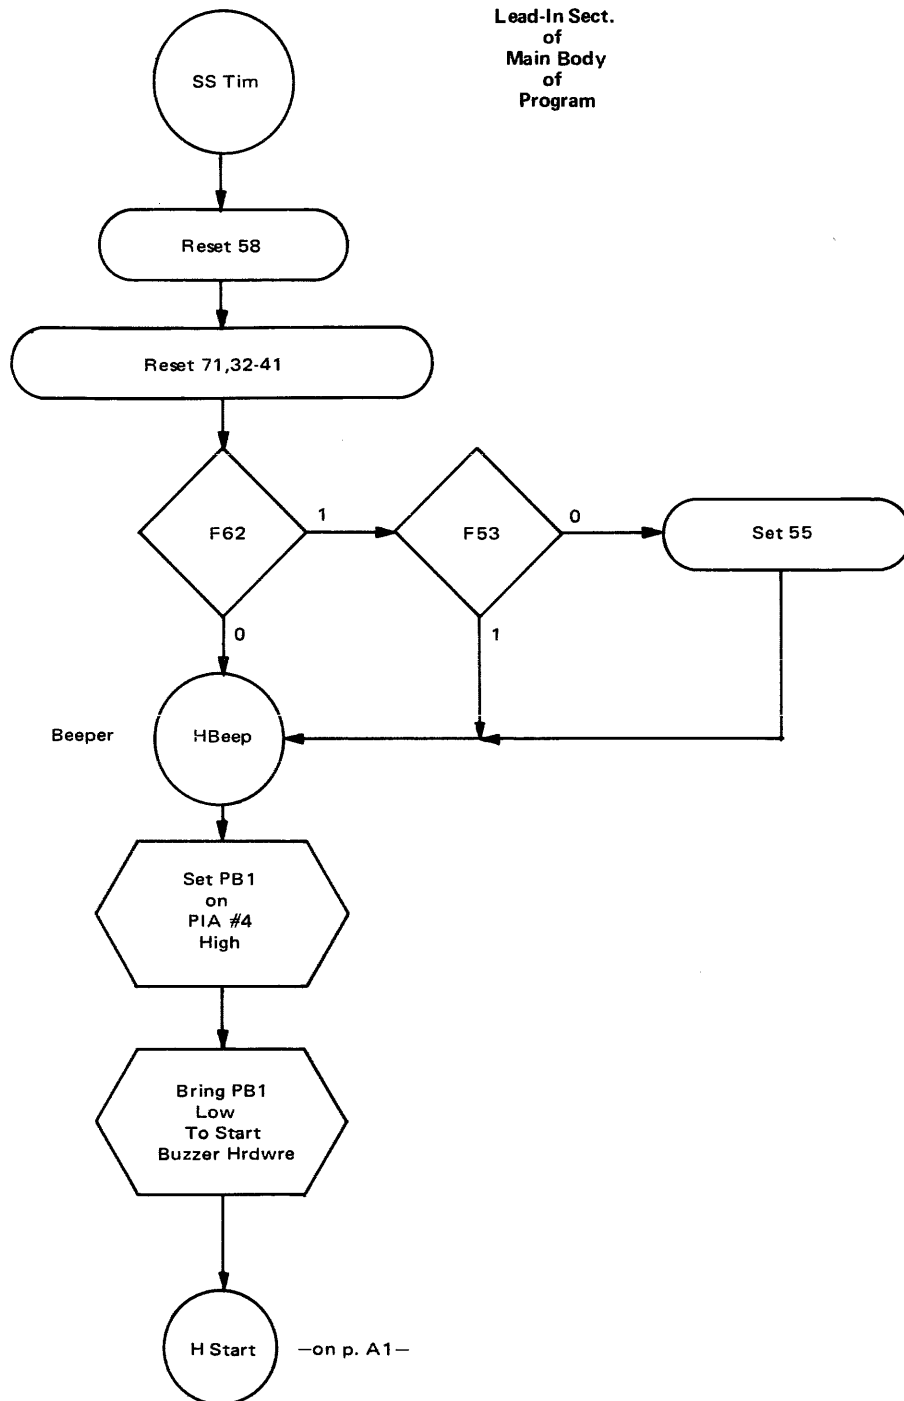 Lead-In Sect.
of
Main Body
of
Program
SS Tim
Reset 58
Reset 71,32-41
F62
1
F53
0
Set 55
0
1
Beeper
HBeep
Set PB1
on
PIA #4
High
Bring PB1
Low
To Start
Buzzer Hrdwre
H Start
—on p. A1—